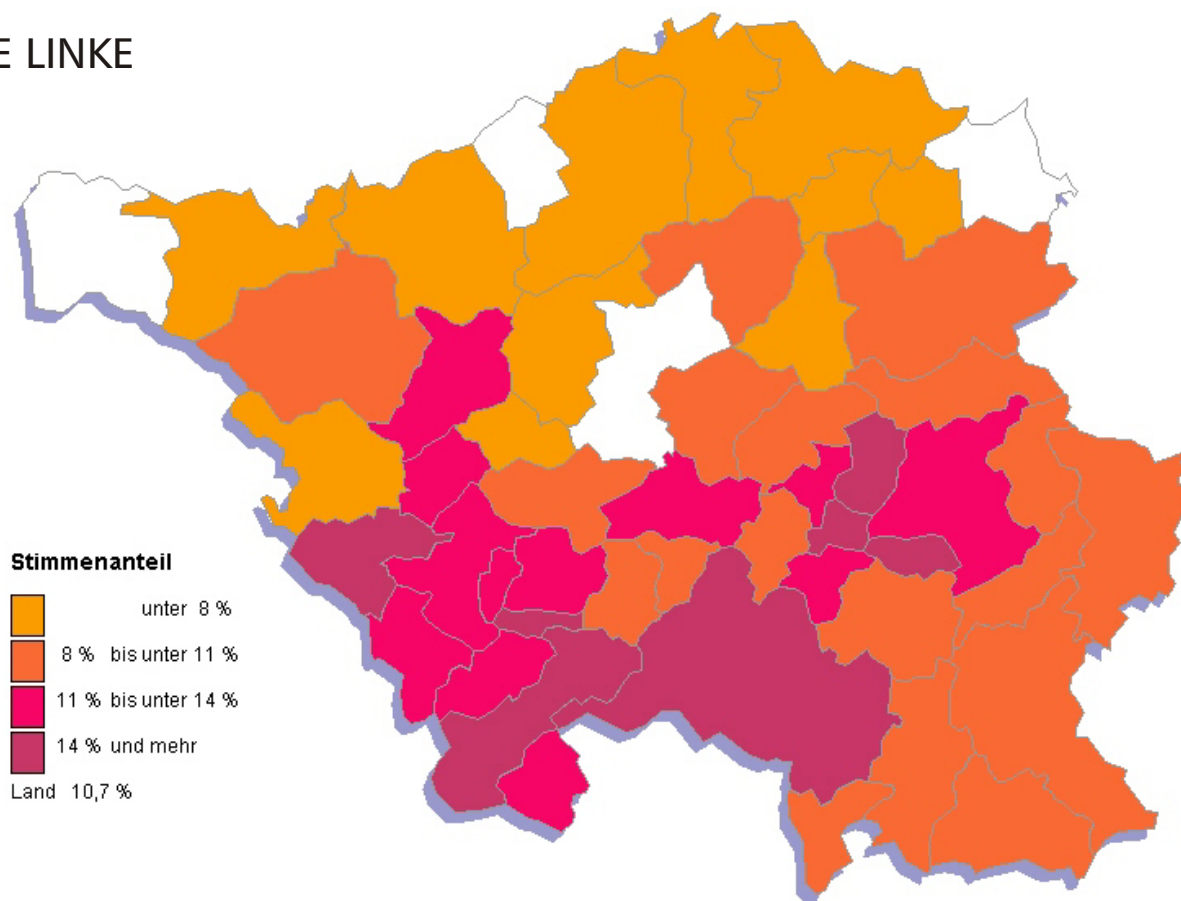 E LINKE
Stimmenanteil
unter 8 %
8 % bis unter 11 %
11 % bis unter 14 %
14 % und mehr
Land 10,7 %